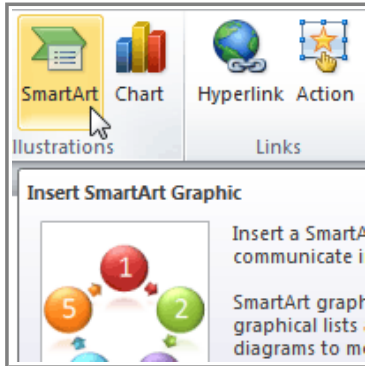 SmartArt Chart Hyperlink Action
Illustrations Links
Insert SmartArt Graphic
Insert a SmartA
communicate i
SmartArt graph
graphical lists
diagrams to m
1
5
2